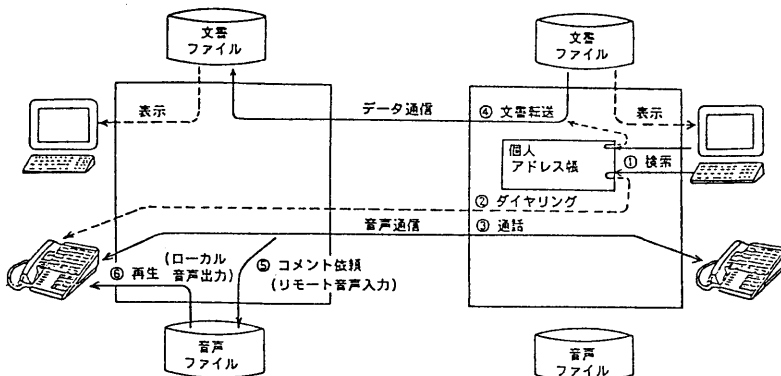 文書
ファイル
文書
ファイル
表示
データ通信
④ 文書転送
表示
個人
アドレス帳
① 検索
② ダイヤリング
音声通信
③ 通話
⑥ 再生
(ローカル
音声出力)
⑤ コメント依頼
(リモート音声入力)
音声
ファイル
音声
ファイル